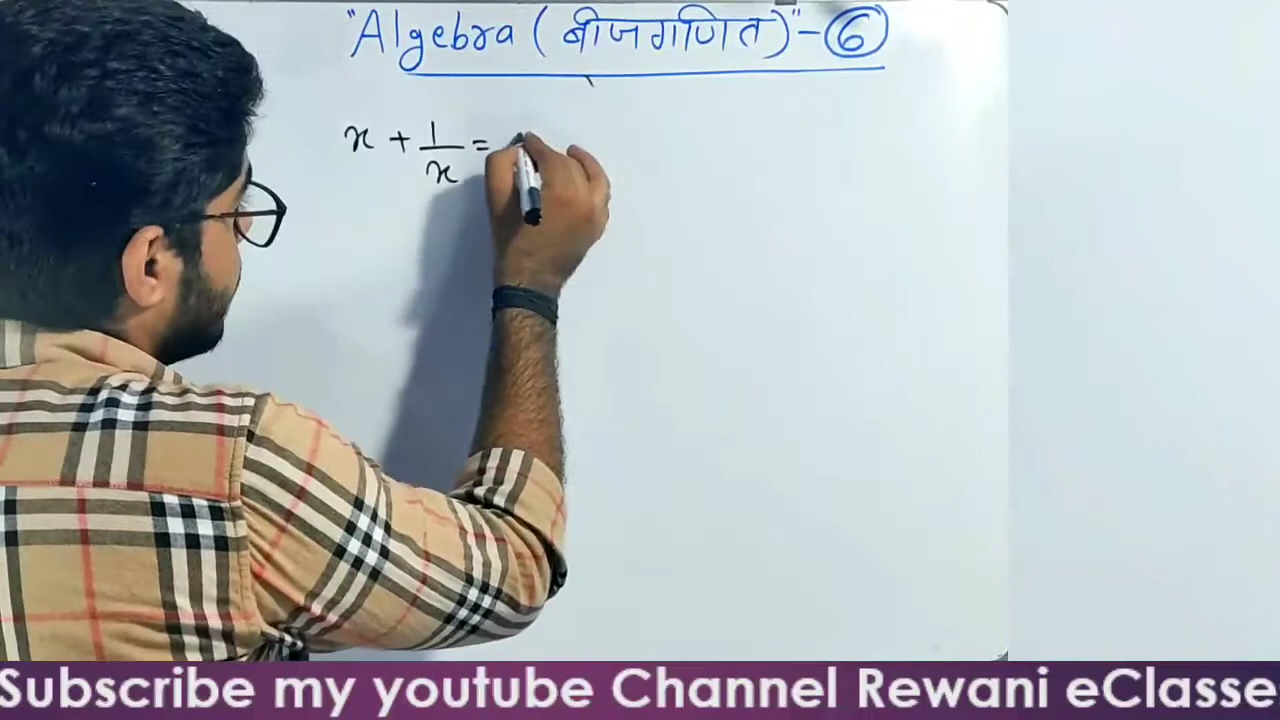 "Algebra (बीजगणित)"-⑥
x + 1/x =
Subscribe my youtube Channel Rewani eClasse